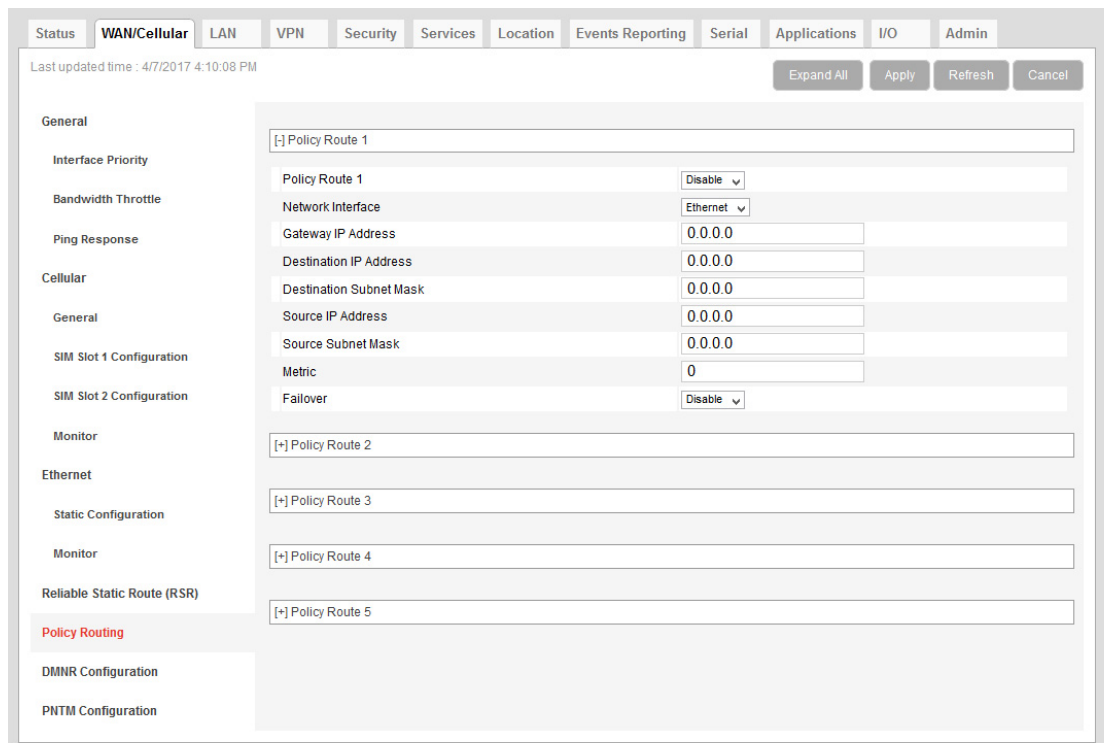 Status WAN/Cellular LAN VPN Security Services Location Events Reporting Serial Applications I/O Admin
Last updated time : 4/7/2017 4:10:08 PM
Expand All Apply Refresh Cancel
General
Interface Priority
Bandwidth Throttle
Ping Response
Cellular
General
SIM Slot 1 Configuration
SIM Slot 2 Configuration
Monitor
Ethernet
Static Configuration
Monitor
Reliable Static Route (RSR)
Policy Routing
DMNR Configuration
PNTM Configuration
[-] Policy Route 1
Policy Route 1 Disable
Network Interface Ethernet
Gateway IP Address 0.0.0.0
Destination IP Address 0.0.0.0
Destination Subnet Mask 0.0.0.0
Source IP Address 0.0.0.0
Source Subnet Mask 0.0.0.0
Metric 0
Failover Disable
[+] Policy Route 2
[+] Policy Route 3
[+] Policy Route 4
[+] Policy Route 5